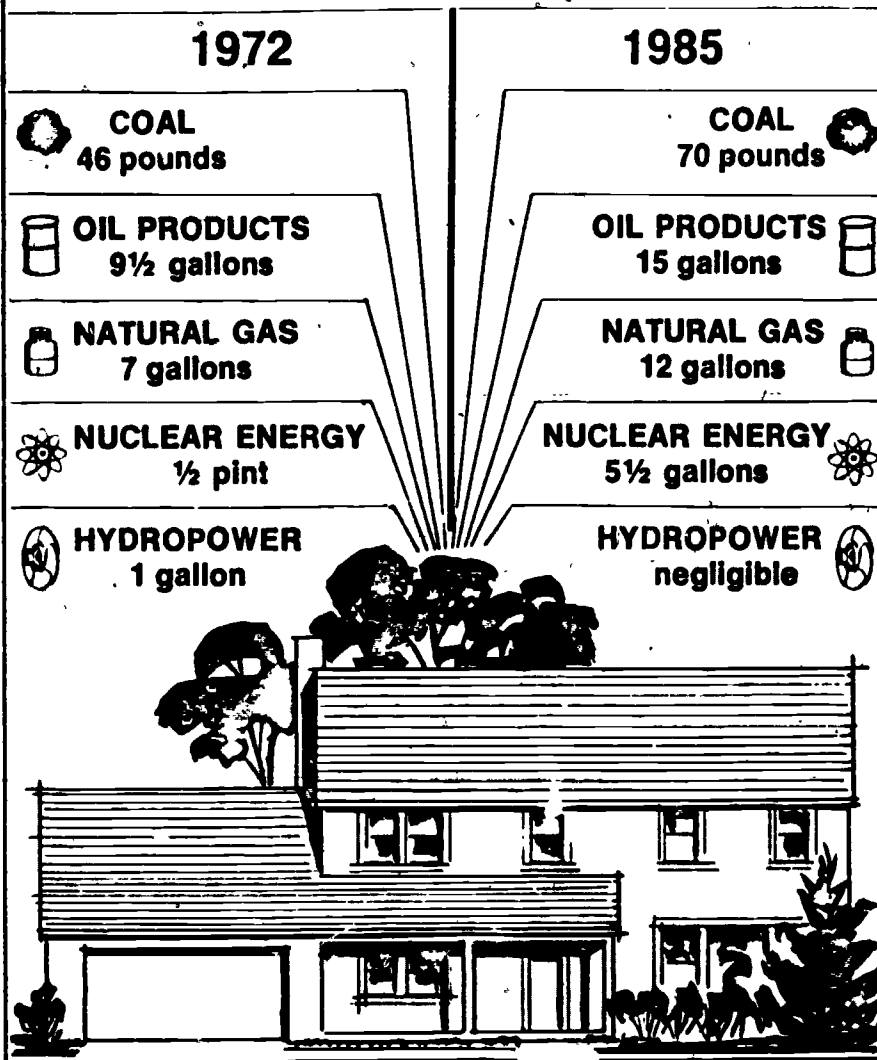 1972
COAL
46 pounds
OIL PRODUCTS
9½ gallons
NATURAL GAS
7 gallons
NUCLEAR ENERGY
½ pint
HYDROPOWER
1 gallon
1985
COAL
70 pounds
OIL PRODUCTS
15 gallons
NATURAL GAS
12 gallons
NUCLEAR ENERGY
5½ gallons
HYDROPOWER
negligible